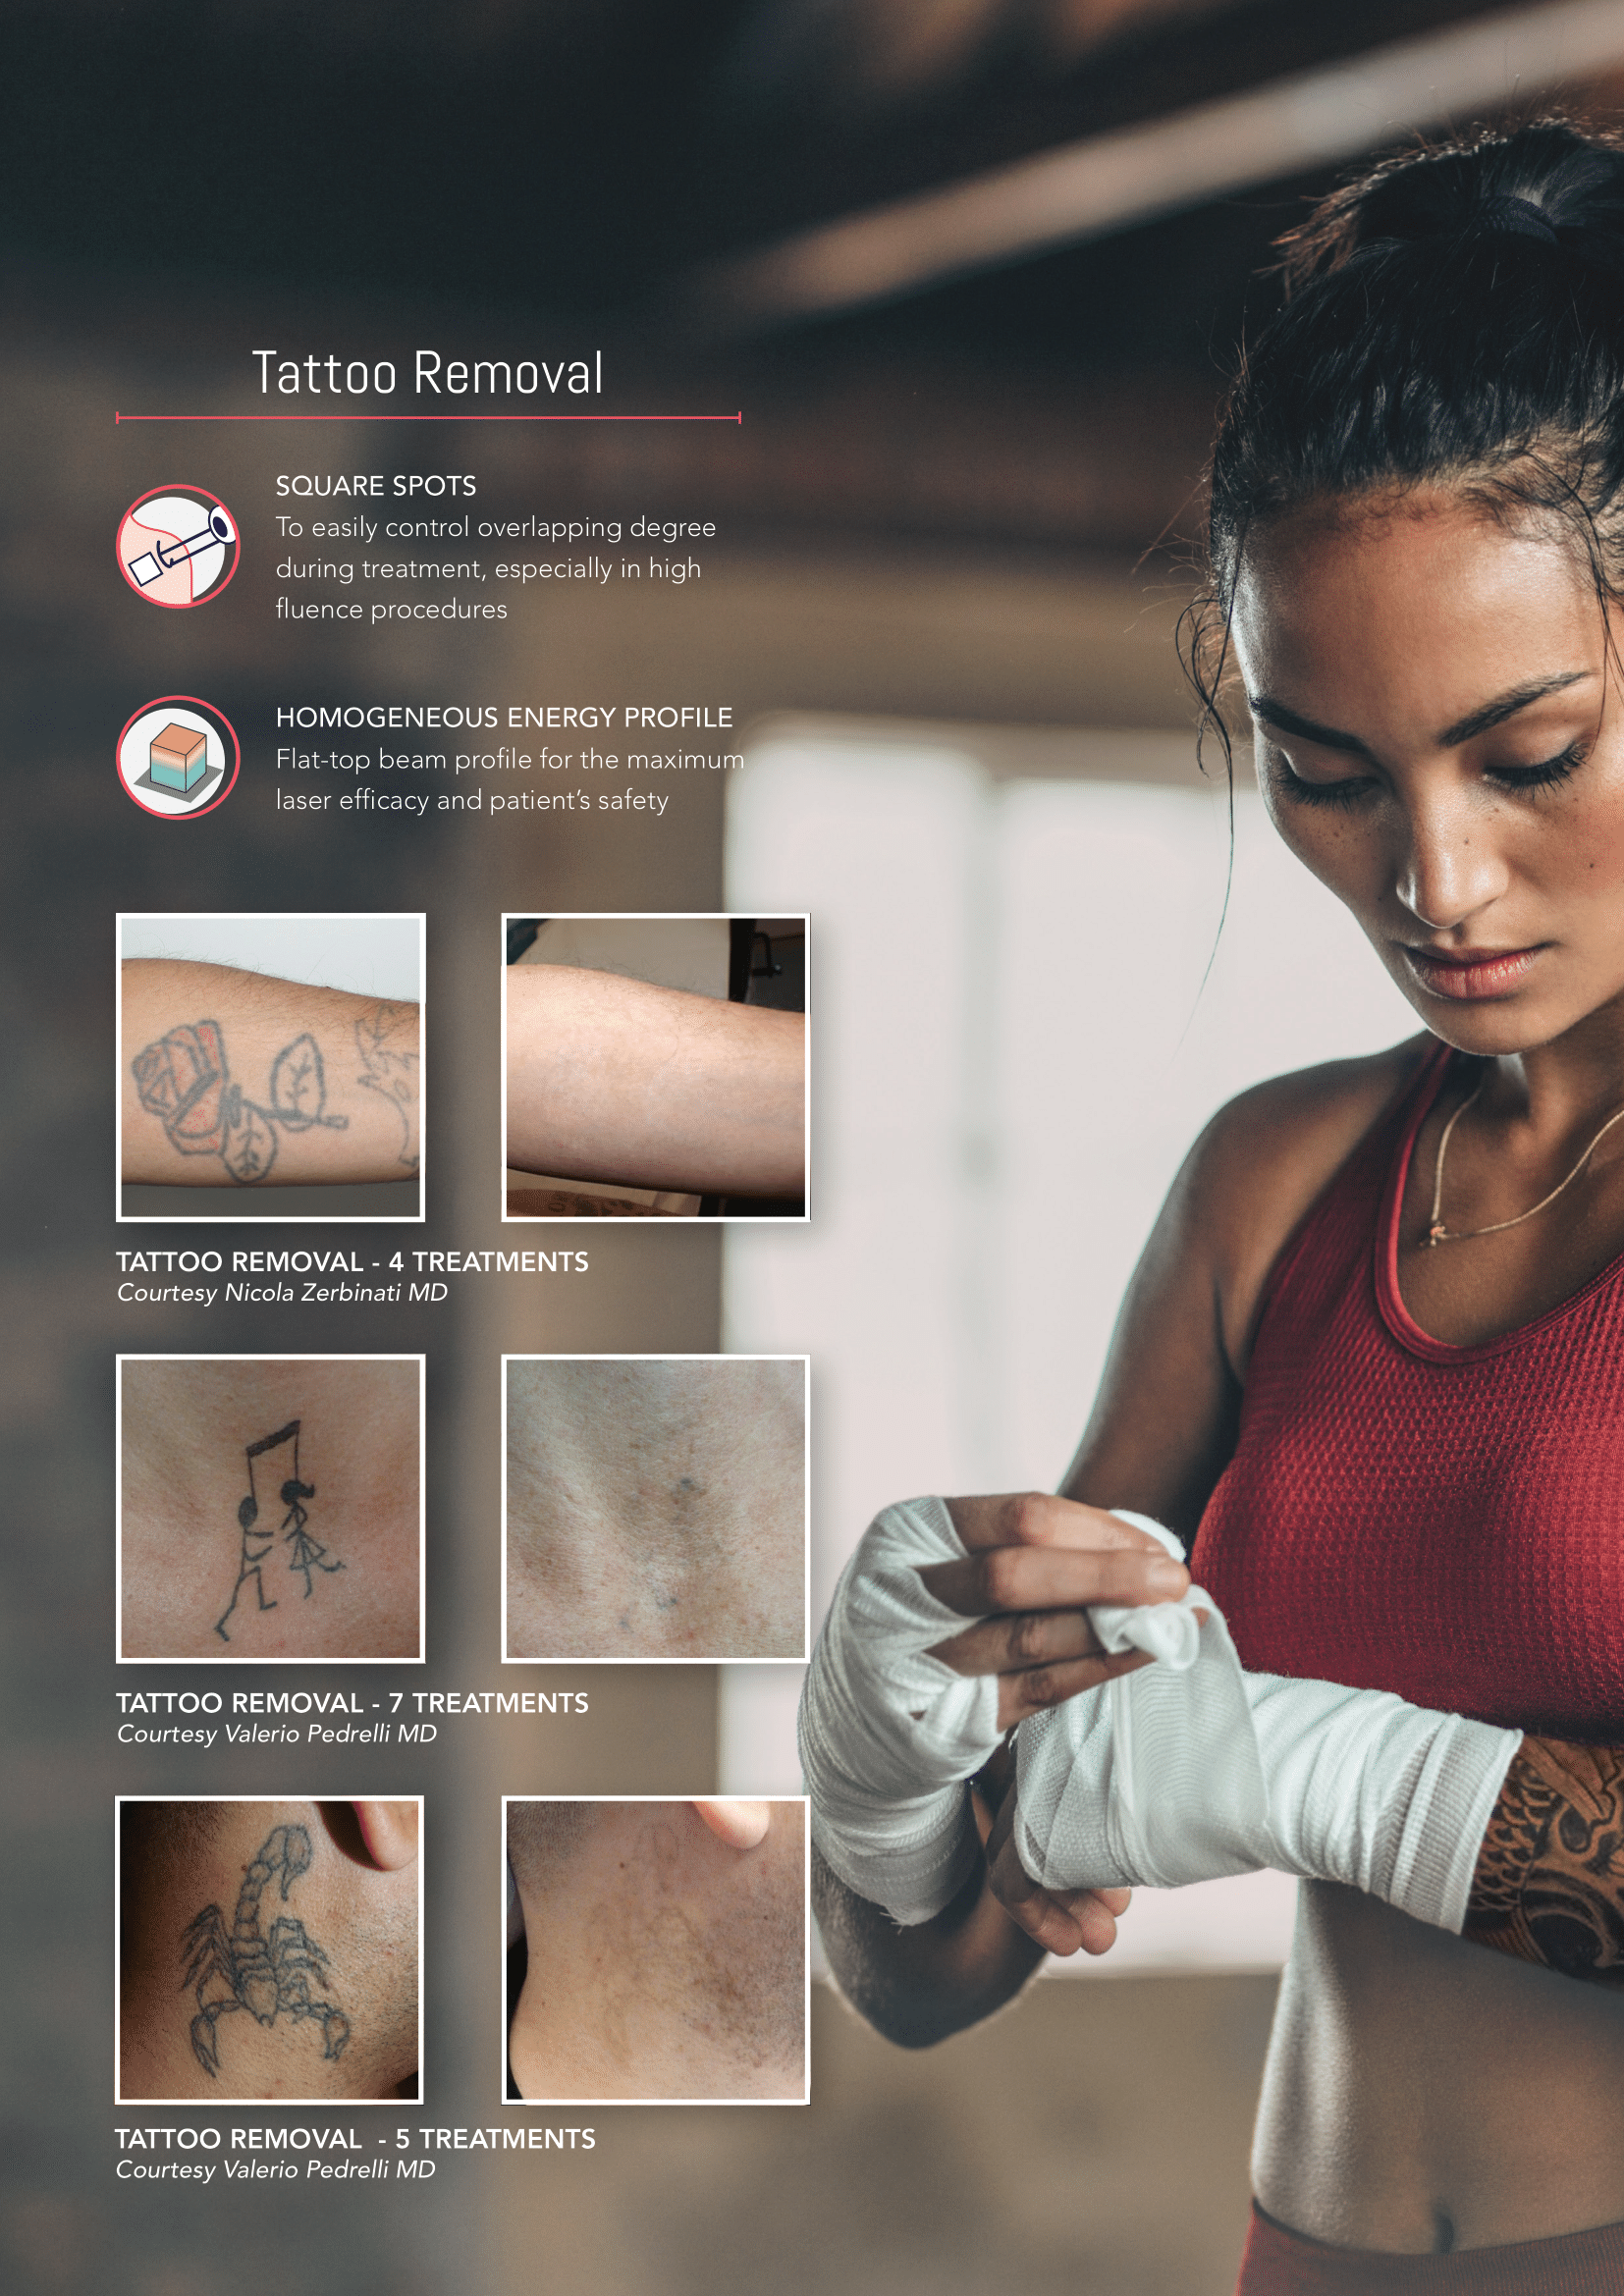 Tattoo Removal
SQUARE SPOTS
To easily control overlapping degree
during treatment, especially in high
fluence procedures
HOMOGENEOUS ENERGY PROFILE
Flat-top beam profile for the maximum
laser efficacy and patient’s safety
TATTOO REMOVAL - 4 TREATMENTS
Courtesy Nicola Zerbinati MD
TATTOO REMOVAL - 7 TREATMENTS
Courtesy Valerio Pedrelli MD
TATTOO REMOVAL - 5 TREATMENTS
Courtesy Valerio Pedrelli MD